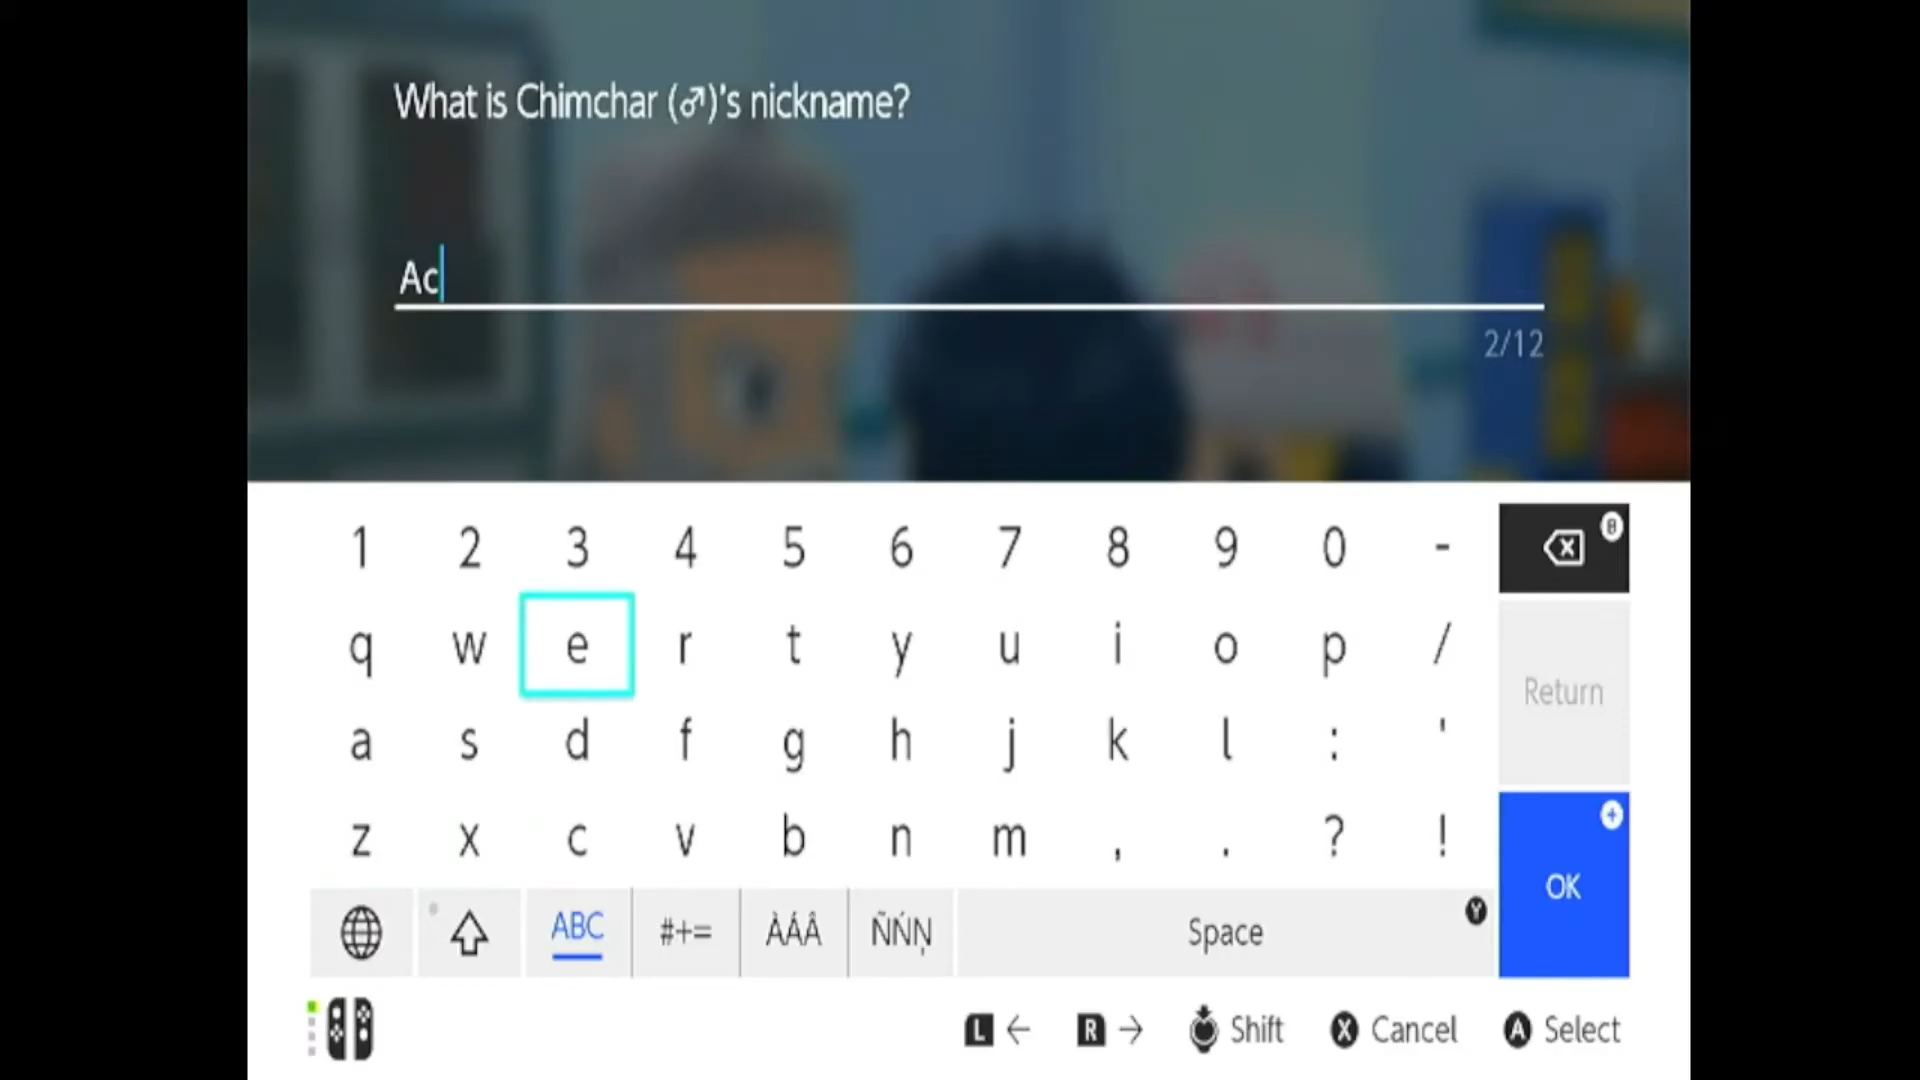 What is Chimchar (♂)'s nickname?
Ac
2/12
1 2 3 4 5 6 7 8 9 0 -
q w e r t y u i o p /
Return
a s d f g h j k l : '
z x c v b n m , . ? !
OK
ABC #+= ÀÁÂ ÑŃŅ Space
L ← R → Shift X Cancel A Select